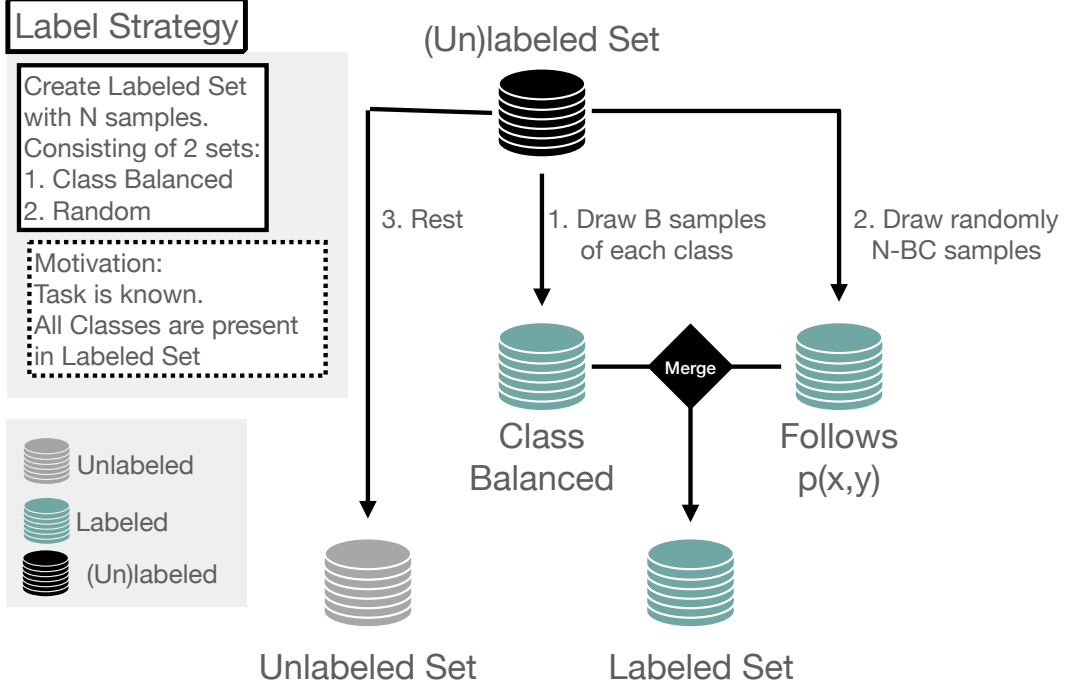 Label Strategy
Create Labeled Set
with N samples.
Consisting of 2 sets:
1. Class Balanced
2. Random
Motivation:
Task is known.
All Classes are present
in Labeled Set
Unlabeled
Labeled
(Un)labeled
(Un)labeled Set
3. Rest
1. Draw B samples
of each class
2. Draw randomly
N-BC samples
Merge
Class
Balanced
Follows
p(x,y)
Unlabeled Set
Labeled Set